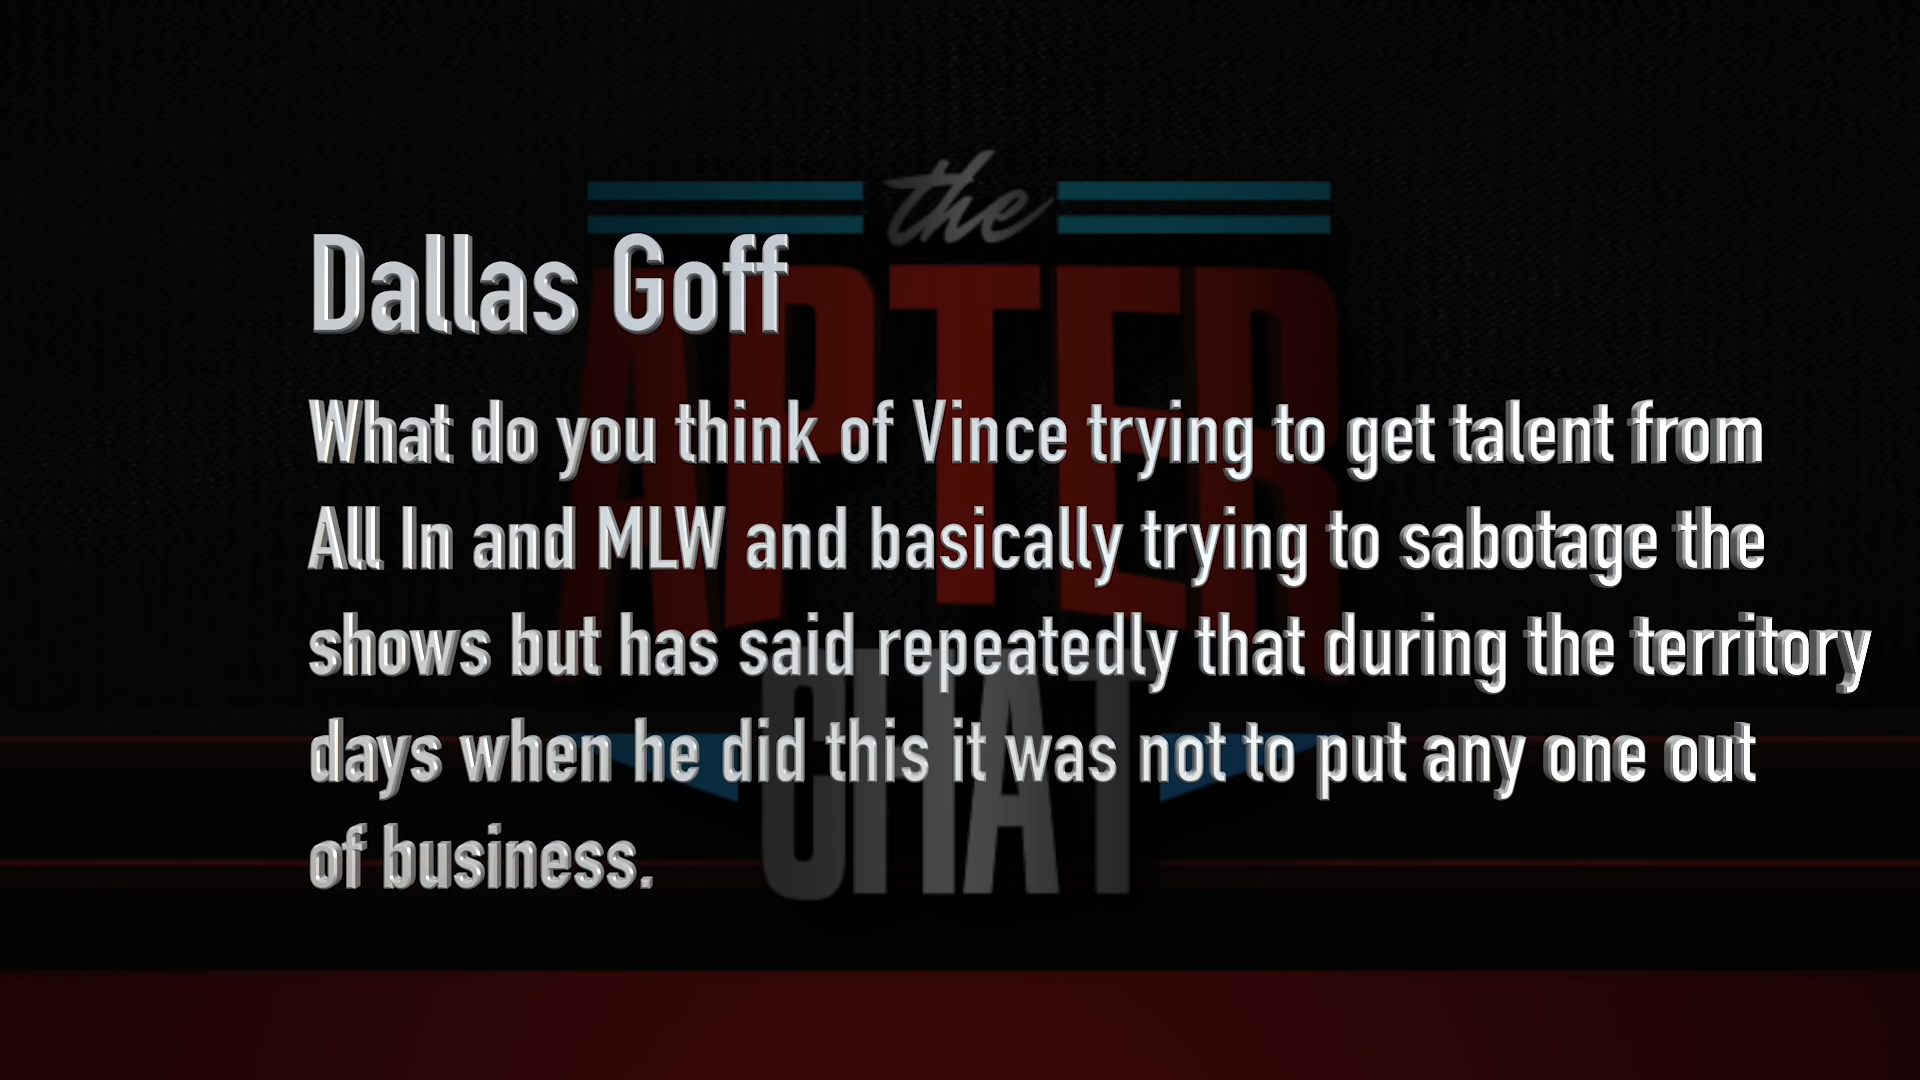 the
APTER
CHAT
Dallas Goff
What do you think of Vince trying to get talent from
All In and MLW and basically trying to sabotage the
shows but has said repeatedly that during the territory
days when he did this it was not to put any one out
of business.